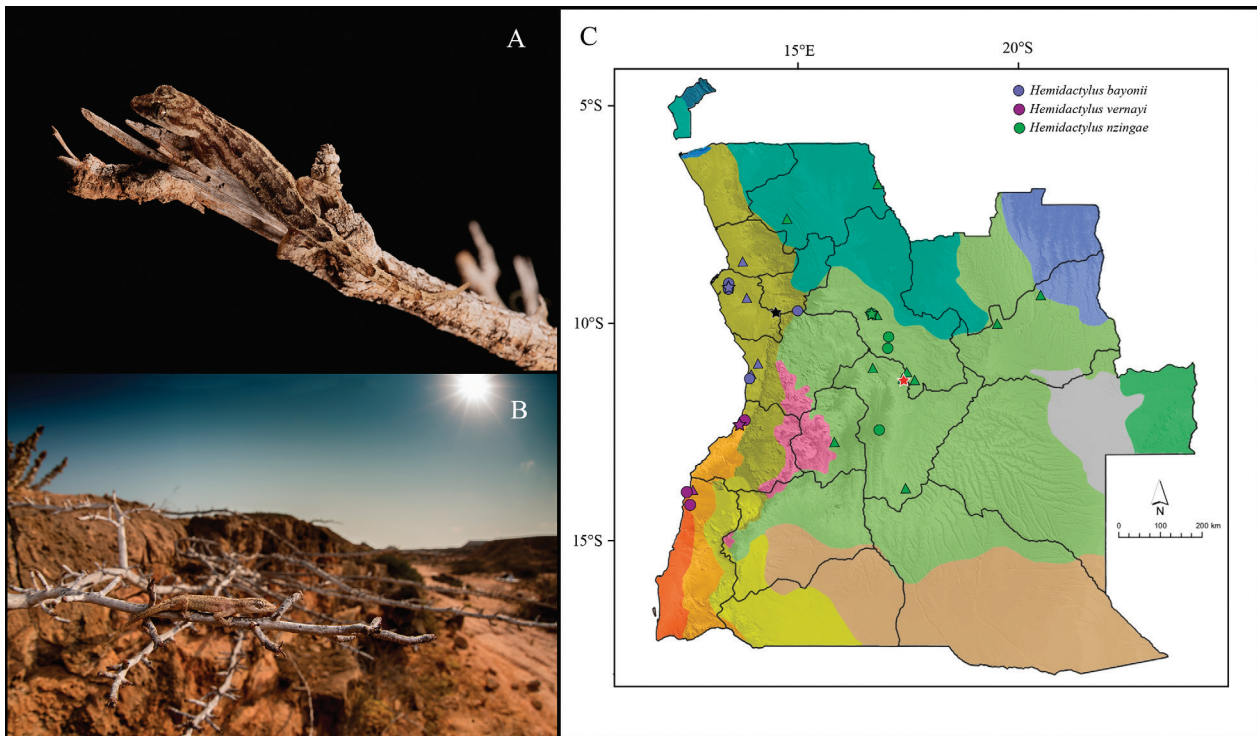 A
B
C
15°E 20°S
5°S
10°S
15°S
Hemidactylus bayonii
Hemidactylus vernayi
Hemidactylus nzingae
N
0 100 200 km